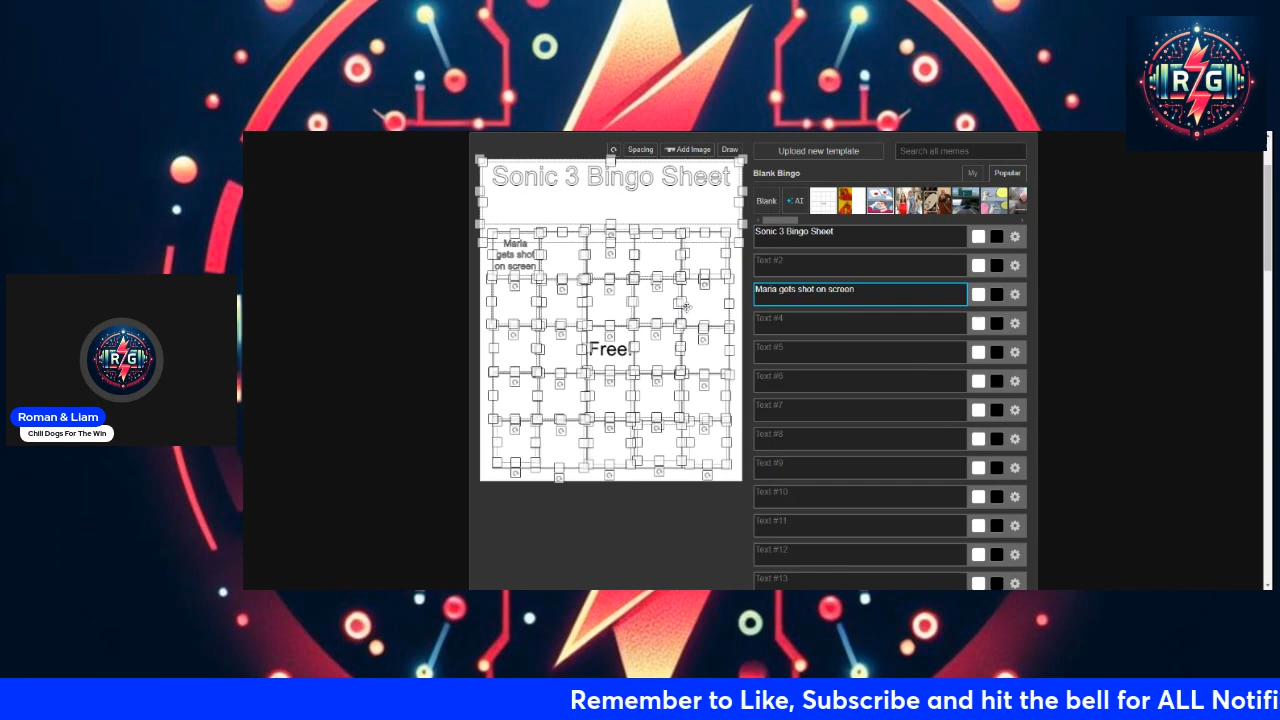 R G
Spacing
Add Image
Draw
Upload new template
Search all memes
Sonic 3 Bingo Sheet
Blank Bingo
My
Popular
Blank
AI
Sonic 3 Bingo Sheet
Text #2
Maria
gets shot
on screen
Maria gets shot on screen
Text #4
Free!
Text #5
Text #6
Text #7
Text #8
Text #9
Text #10
Text #11
Text #12
Text #13
R G
Roman & Liam
Chili Dogs For The Win
Remember to Like, Subscribe and hit the bell for ALL Notifi